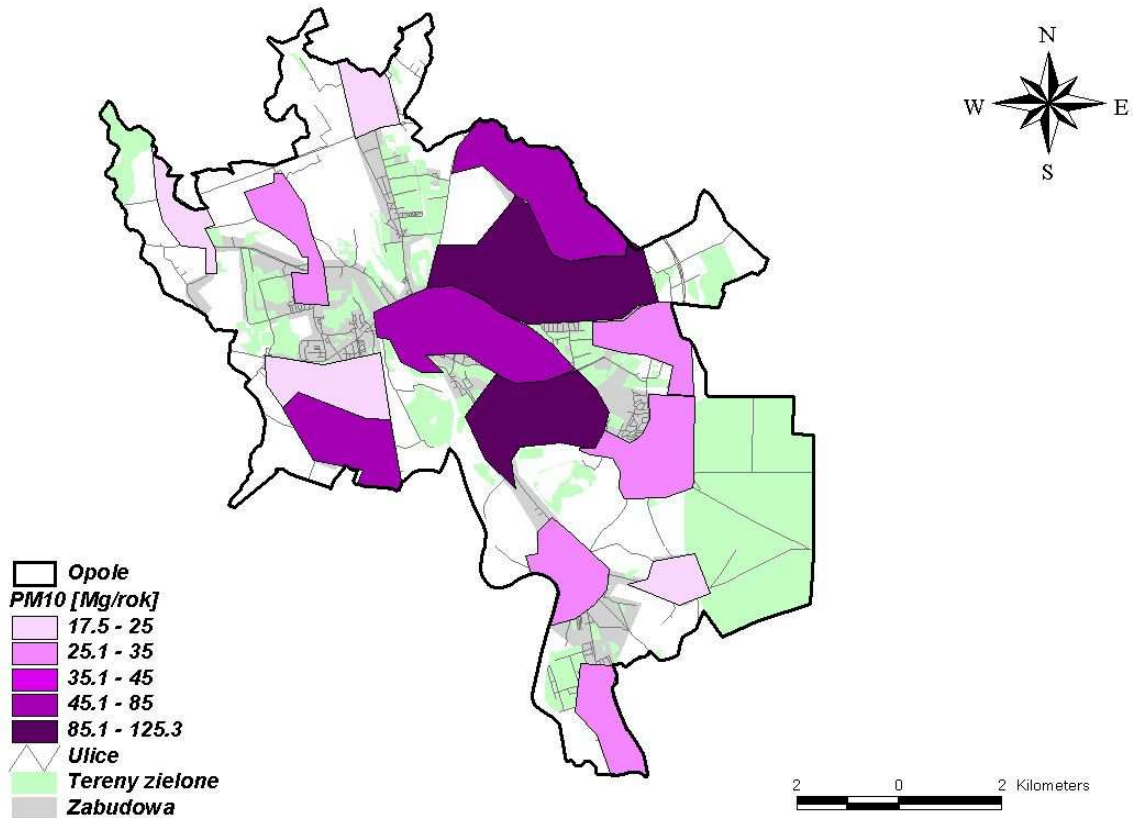 N
W E
S
Opole
PM10 [Mg/rok]
17.5 - 25
25.1 - 35
35.1 - 45
45.1 - 85
85.1 - 125.3
Ulice
Tereny zielone
Zabudowa
2 0 2 Kilometers